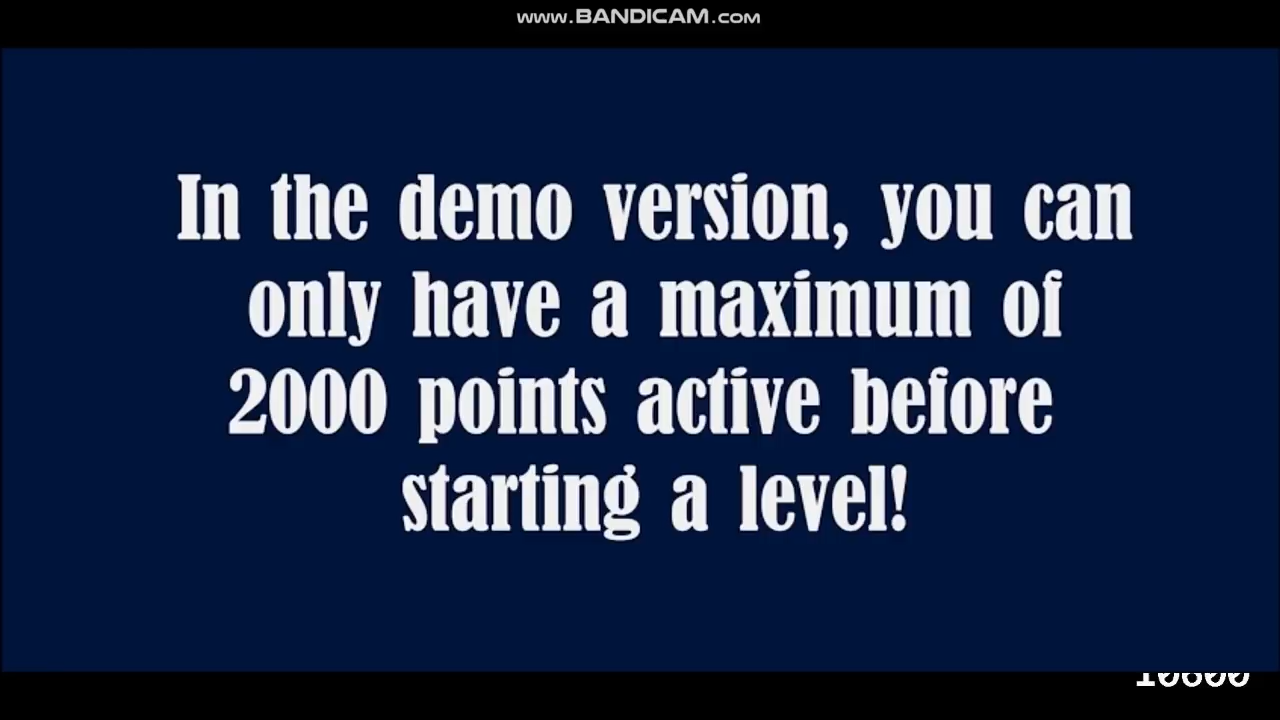 www.BANDICAM.com
In the demo version, you can
only have a maximum of
2000 points active before
starting a level!